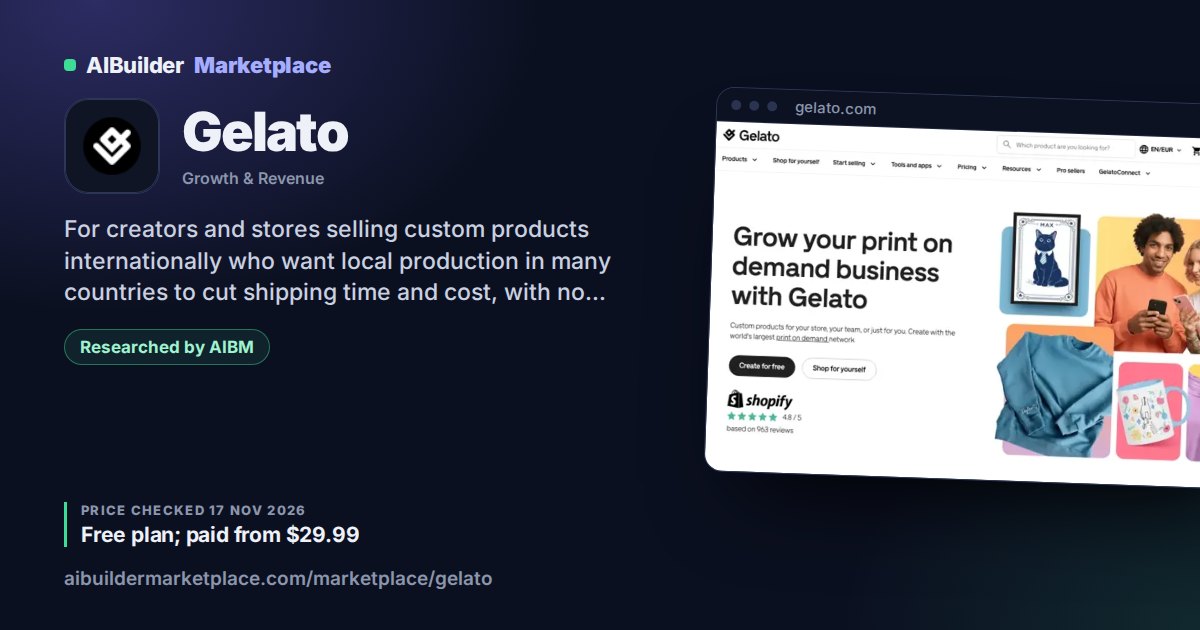 AIBuilder Marketplace
Gelato
Growth & Revenue
For creators and stores selling custom products
internationally who want local production in many
countries to cut shipping time and cost, with no...
Researched by AIBM
PRICE CHECKED 17 NOV 2026
Free plan; paid from $29.99
aibuildermarketplace.com/marketplace/gelato
gelato.com
Gelato
Which product are you looking for?
EN/EUR
Products
Shop for yourself
Start selling
Tools and apps
Pricing
Resources
Pro sellers
GelatoConnect
Grow your print on
demand business
with Gelato
Custom products for your store, your team, or just for you. Create with the
world's largest print on demand network.
Create for free
Shop for yourself
shopify
4.8 / 5
based on 963 reviews
MAX